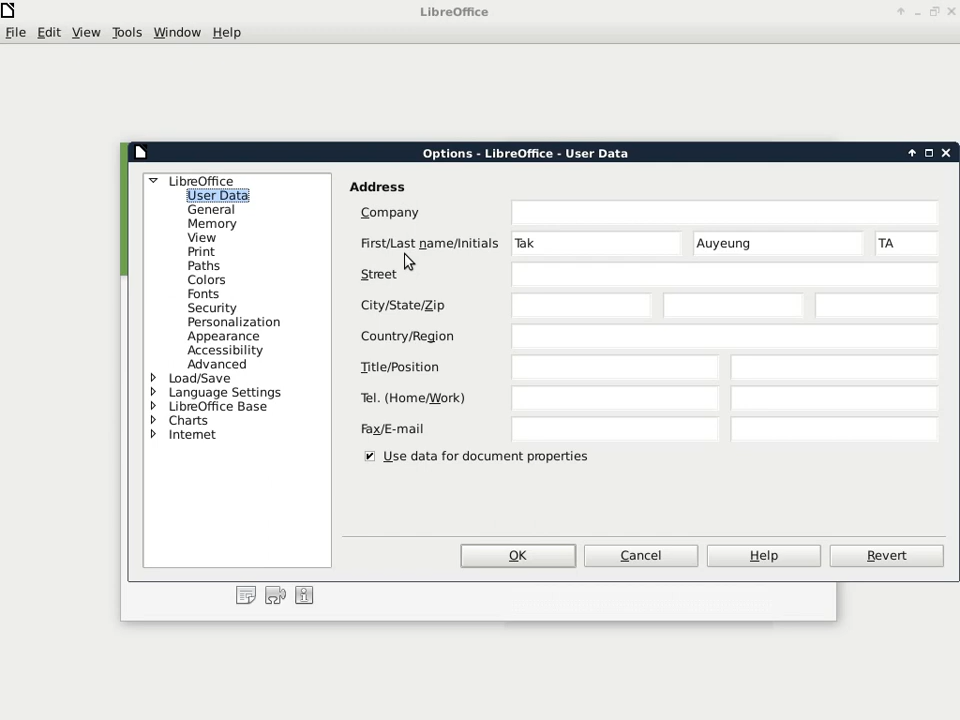 LibreOffice
File Edit View Tools Window Help
Options - LibreOffice - User Data
LibreOffice
User Data
General
Memory
View
Print
Paths
Colors
Fonts
Security
Personalization
Appearance
Accessibility
Advanced
Load/Save
Language Settings
LibreOffice Base
Charts
Internet
Address
Company
First/Last name/Initials Tak Auyeung TA
Street
City/State/Zip
Country/Region
Title/Position
Tel. (Home/Work)
Fax/E-mail
Use data for document properties
OK Cancel Help Revert